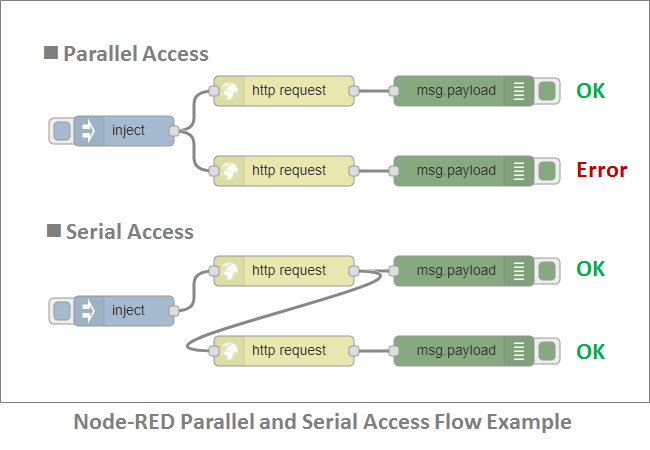 ■ Parallel Access
http request
msg.payload
OK
inject
http request
msg.payload
Error
■ Serial Access
http request
msg.payload
OK
inject
http request
msg.payload
OK
Node-RED Parallel and Serial Access Flow Example